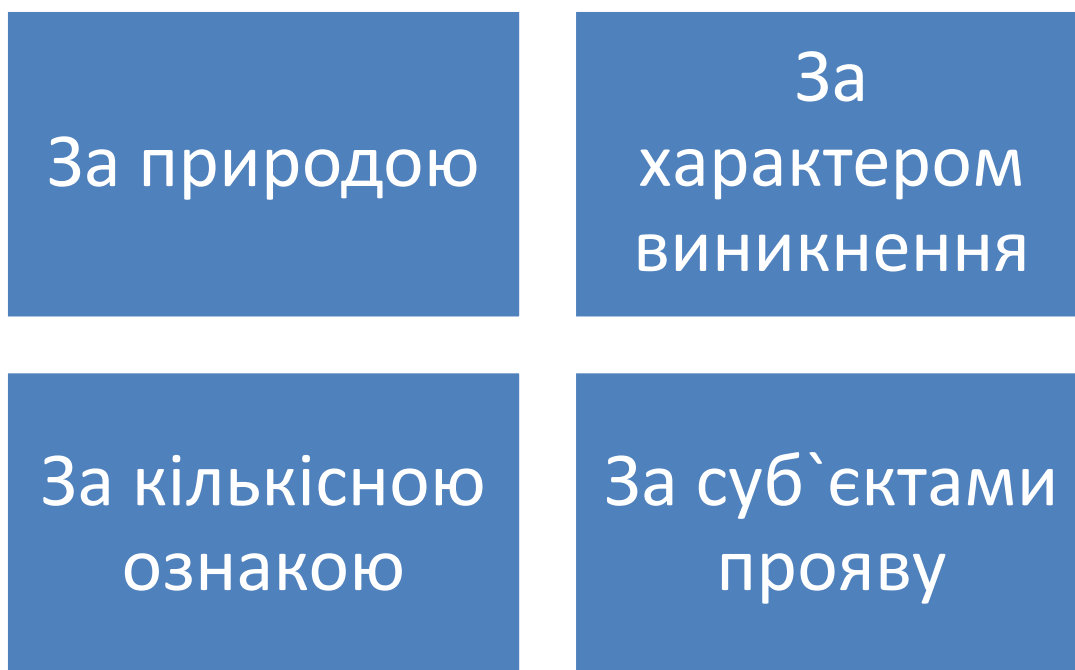 За природою
За
характером
виникнення
За кількісною
ознакою
За суб`єктами
прояву